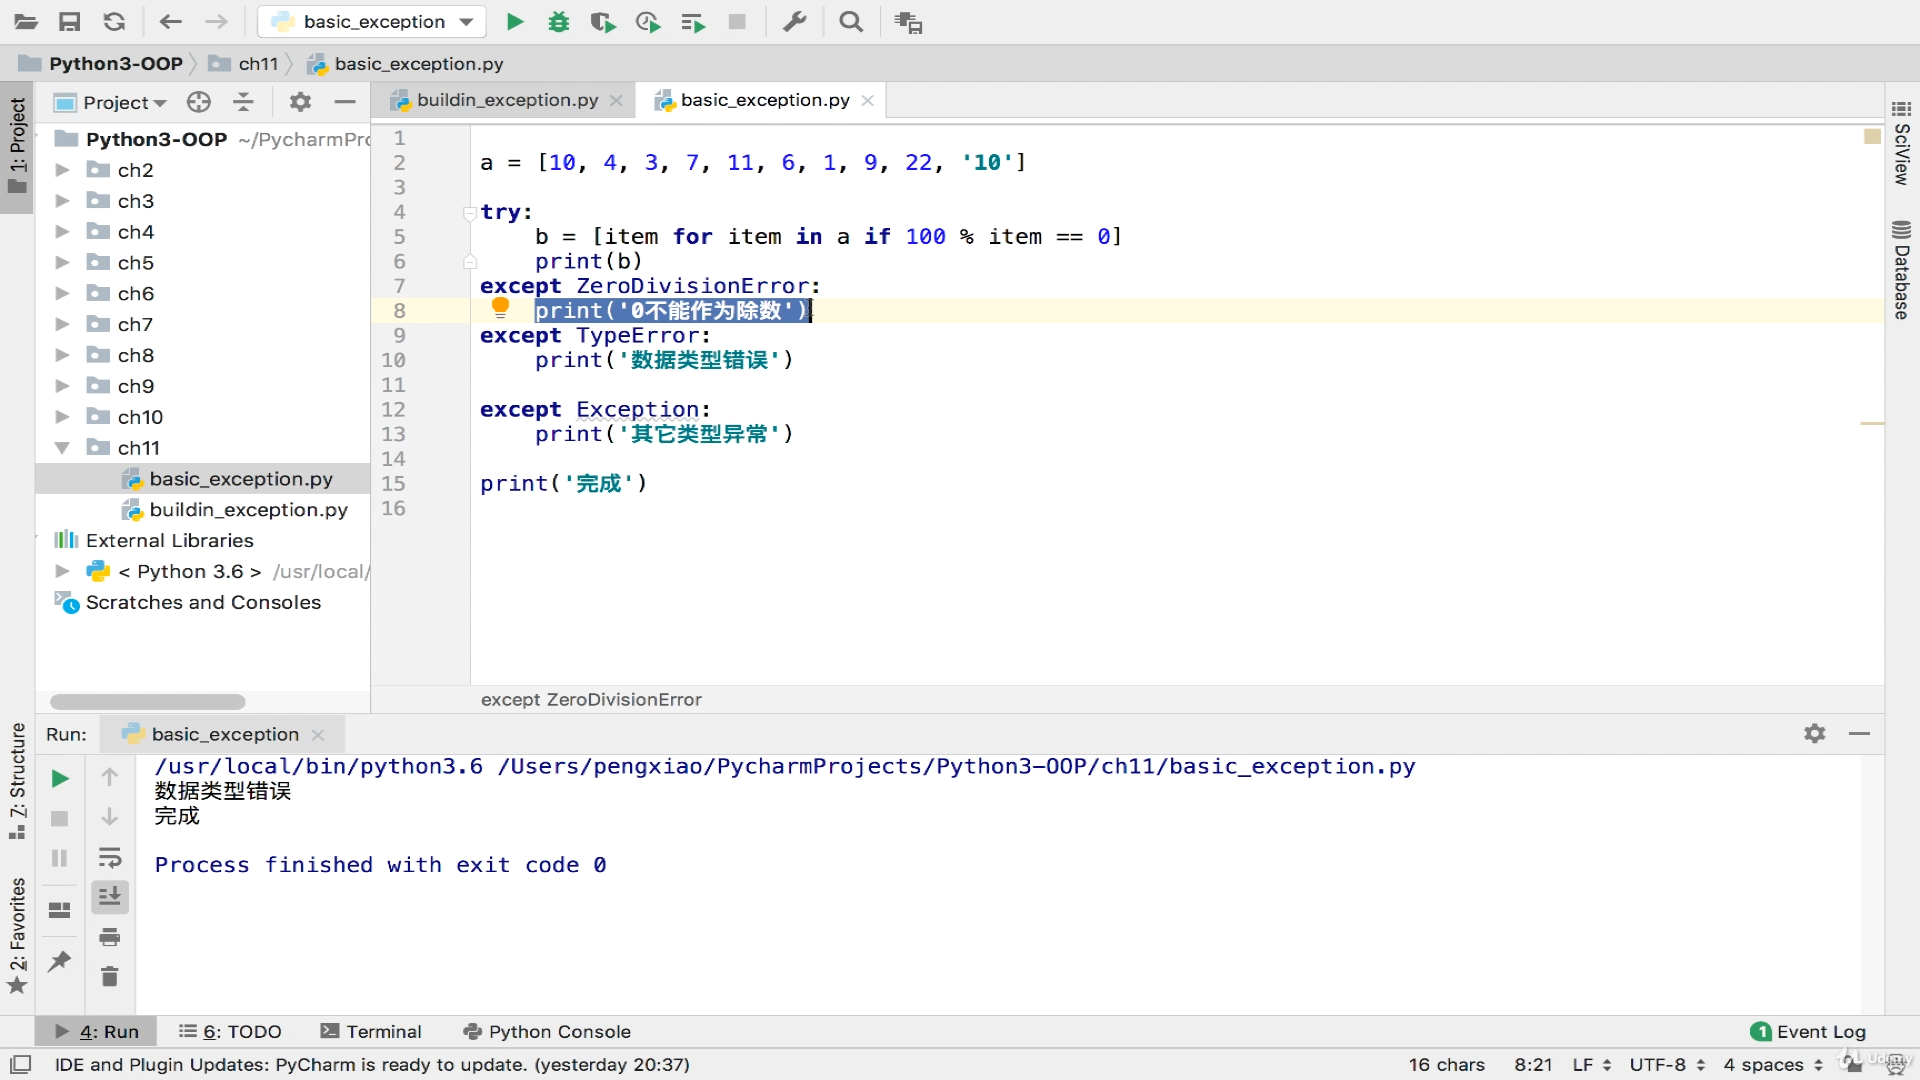 basic_exception
Python3-OOP
ch11
basic_exception.py
1: Project
Project
Python3-OOP ~/PycharmPro
ch2
ch3
ch4
ch5
ch6
ch7
ch8
ch9
ch10
ch11
basic_exception.py
buildin_exception.py
External Libraries
< Python 3.6 > /usr/local/
Scratches and Consoles
buildin_exception.py
basic_exception.py
1
2 a = [10, 4, 3, 7, 11, 6, 1, 9, 22, '10']
3
4 try:
5 b = [item for item in a if 100 % item == 0]
6 print(b)
7 except ZeroDivisionError:
8 print('0不能作为除数')
9 except TypeError:
10 print('数据类型错误')
11
12 except Exception:
13 print('其它类型异常')
14
15 print('完成')
16
except ZeroDivisionError
SciView
Database
Z: Structure
2: Favorites
Run: basic_exception
/usr/local/bin/python3.6 /Users/pengxiao/PycharmProjects/Python3-OOP/ch11/basic_exception.py
数据类型错误
完成
Process finished with exit code 0
4: Run
6: TODO
Terminal
Python Console
1 Event Log
IDE and Plugin Updates: PyCharm is ready to update. (yesterday 20:37)
16 chars 8:21 LF UTF-8 4 spaces
Udemy